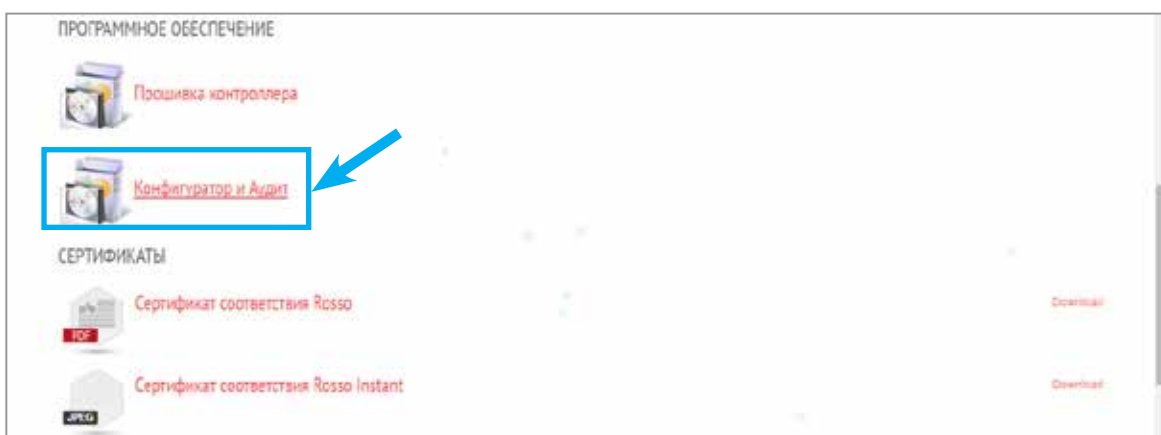 ПРОГРАММНОЕ ОБЕСПЕЧЕНИЕ
Прошивка контроллера
Конфигуратор и Аудит
СЕРТИФИКАТЫ
Сертификат соответствия Rosso
Download
PDF
Сертификат соответствия Rosso Instant
Download
JPEG